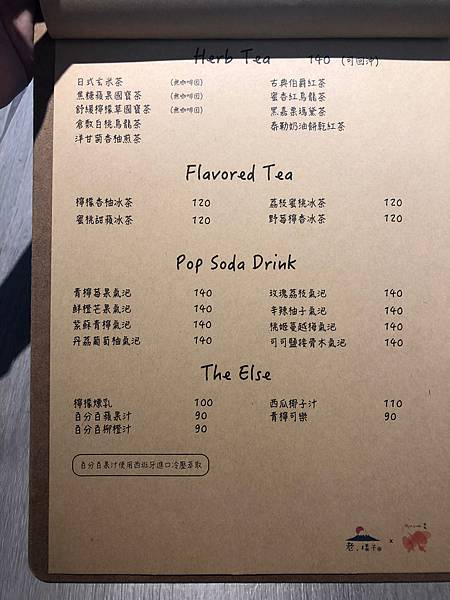 Herb Tea 140 (可回沖)
日式玄米茶 (無咖啡因)
焦糖蘋果國寶茶 (無咖啡因)
舒緩檸檬草國寶茶 (無咖啡因)
倉敷白桃烏龍茶
洋甘菊香柚煎茶
古典伯爵紅茶
蜜香紅烏龍茶
黑嘉栗瑪黛茶
泰勒奶油餅乾紅茶
Flavored Tea
檸檬香柚冰茶 120
蜜桃甜蘋冰茶 120
荔枝蜜桃冰茶 120
野莓檸香冰茶 120
Pop Soda Drink
青檸莓果氣泡 140
鮮橙芒果氣泡 140
紫蘇青檸氣泡 140
丹荔葡萄柚氣泡 140
玫瑰荔枝氣泡 140
辛辣柚子氣泡 140
桃姬蔓越梅氣泡 140
可可鹽接骨木氣泡 140
The Else
檸檬煉乳 100
百分百蘋果汁 90
百分百柳橙汁 90
西瓜椰子汁 110
青檸可樂 90
百分百果汁使用西班牙進口冷壓萃取
x